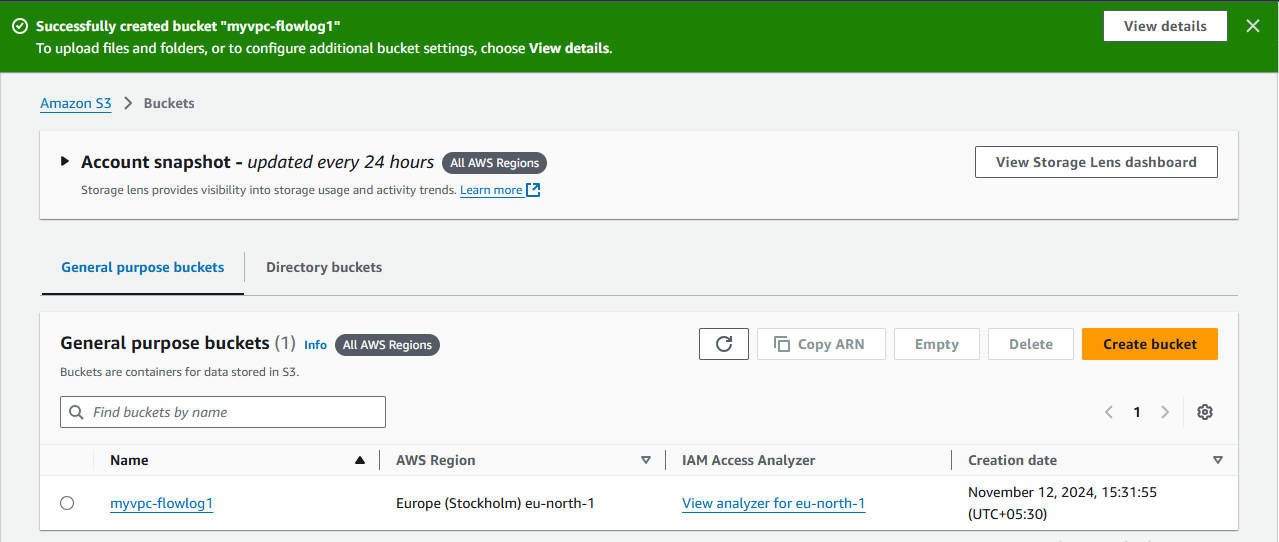 Successfully created bucket "myvpc-flowlog1"
View details
To upload files and folders, or to configure additional bucket settings, choose View details.
Amazon S3 > Buckets
Account snapshot - updated every 24 hours All AWS Regions
View Storage Lens dashboard
Storage lens provides visibility into storage usage and activity trends. Learn more
General purpose buckets
Directory buckets
General purpose buckets (1) Info All AWS Regions
Copy ARN
Empty
Delete
Create bucket
Buckets are containers for data stored in S3.
Find buckets by name
1
Name
AWS Region
IAM Access Analyzer
Creation date
myvpc-flowlog1
Europe (Stockholm) eu-north-1
View analyzer for eu-north-1
November 12, 2024, 15:31:55
(UTC+05:30)